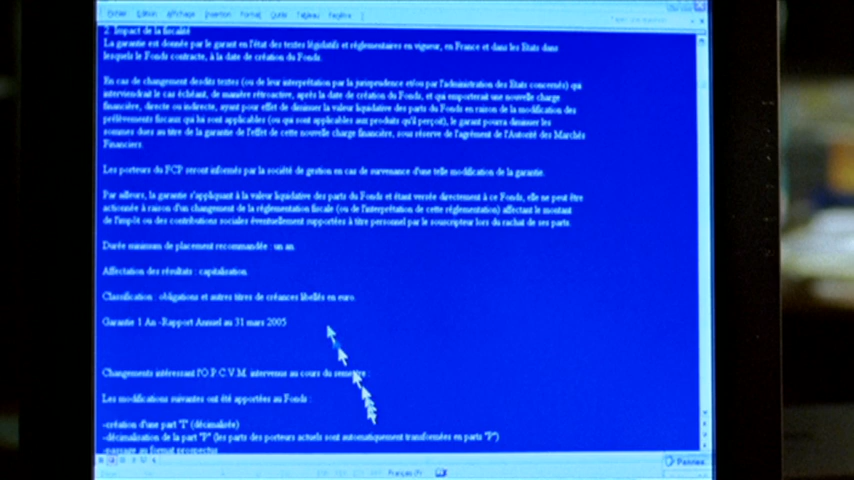 Edition Affichage Insertion Format Outils Tableau Fenêtre
2. Impact de la fiscalité
La garantie est donnée par le garant en l'état des textes législatifs et réglementaires en vigueur, en France et dans les Etats dans
lesquels le Fonds contracte, à la date de création du Fonds.
En cas de changement desdits textes (ou de leur interprétation par la jurisprudence et/ou par l'administration des Etats concernés) qui
interviendrait le cas échéant, de manière rétroactive, après la date de création du Fonds, et qui emporterait une nouvelle charge
financière, directe ou indirecte, ayant pour effet de diminuer la valeur liquidative des parts du Fonds en raison de la modification des
prélèvements fiscaux qui lui sont applicables (ou qui sont applicables aux produits qu'il perçoit), le garant pourra diminuer les
sommes dues au titre de la garantie de l'effet de cette nouvelle charge financière, sous réserve de l'agrément de l'Autorité des Marchés
Financiers.
Les porteurs du FCP seront informés par la société de gestion en cas de survenance d'une telle modification de la garantie.
Par ailleurs, la garantie s'appliquant à la valeur liquidative des parts du Fonds et étant versée directement à ce Fonds, elle ne peut être
actionnée à raison d'un changement de la réglementation fiscale (ou de l'interprétation de cette réglementation) affectant le montant
de l'impôt ou des contributions sociales éventuellement supportées à titre personnel par le souscripteur lors du rachat de ses parts.
Durée minimum de placement recommandée : un an.
Affectation des résultats : capitalisation.
Classification : obligations et autres titres de créances libellés en euro.
Garantie 1 An -Rapport Annuel au 31 mars 2005
Changements intéressant l'O.P.C.V.M. intervenus au cours du semestre :
Les modifications suivantes ont été apportées au Fonds :
-création d'une part "I" (décimalisée)
-décimalisation de la part "P" (les parts des porteurs actuels sont automatiquement transformées en parts "P")
-passage au format prospectus
Français (Fr